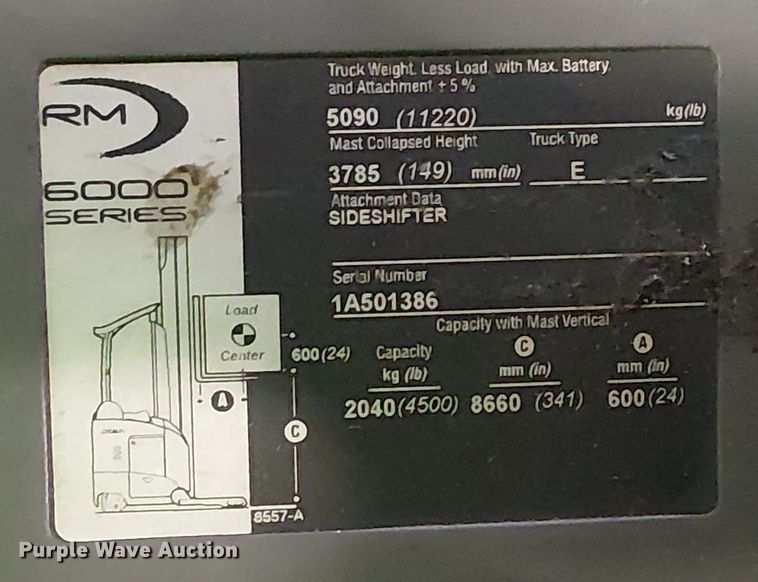 RM
6000
SERIES
Truck Weight, Less Load, with Max. Battery,
and Attachment ± 5 %
5090 (11220) kg(lb)
Mast Collapsed Height Truck Type
3785 (149) mm(in) E
Attachment Data
SIDESHIFTER
Serial Number
1A501386
Capacity with Mast Vertical
Load
Center
600(24)
A
C
8557-A
Capacity C A
kg (lb) mm (in) mm (in)
2040(4500) 8660 (341) 600(24)
Purple Wave Auction